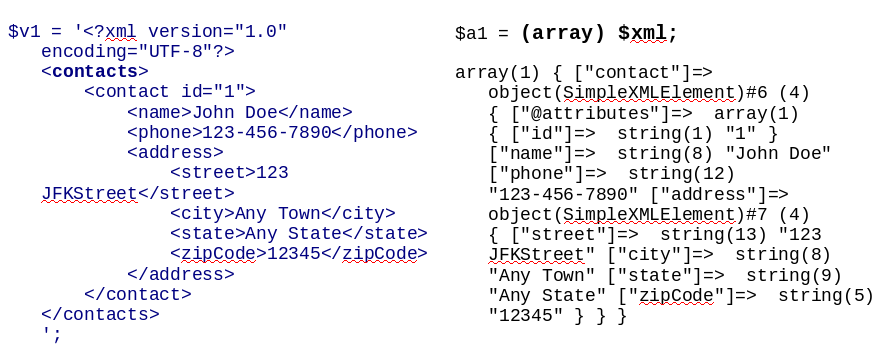 $v1 = '<?xml version="1.0"
encoding="UTF-8"?>
<contacts>
<contact id="1">
<name>John Doe</name>
<phone>123-456-7890</phone>
<address>
<street>123
JFKStreet</street>
<city>Any Town</city>
<state>Any State</state>
<zipCode>12345</zipCode>
</address>
</contact>
</contacts>
';
$a1 = (array) $xml;
array(1) { ["contact"]=>
object(SimpleXMLElement)#6 (4)
{ ["@attributes"]=> array(1)
{ ["id"]=> string(1) "1" }
["name"]=> string(8) "John Doe"
["phone"]=> string(12)
"123-456-7890" ["address"]=>
object(SimpleXMLElement)#7 (4)
{ ["street"]=> string(13) "123
JFKStreet" ["city"]=> string(8)
"Any Town" ["state"]=> string(9)
"Any State" ["zipCode"]=> string(5)
"12345" } } }